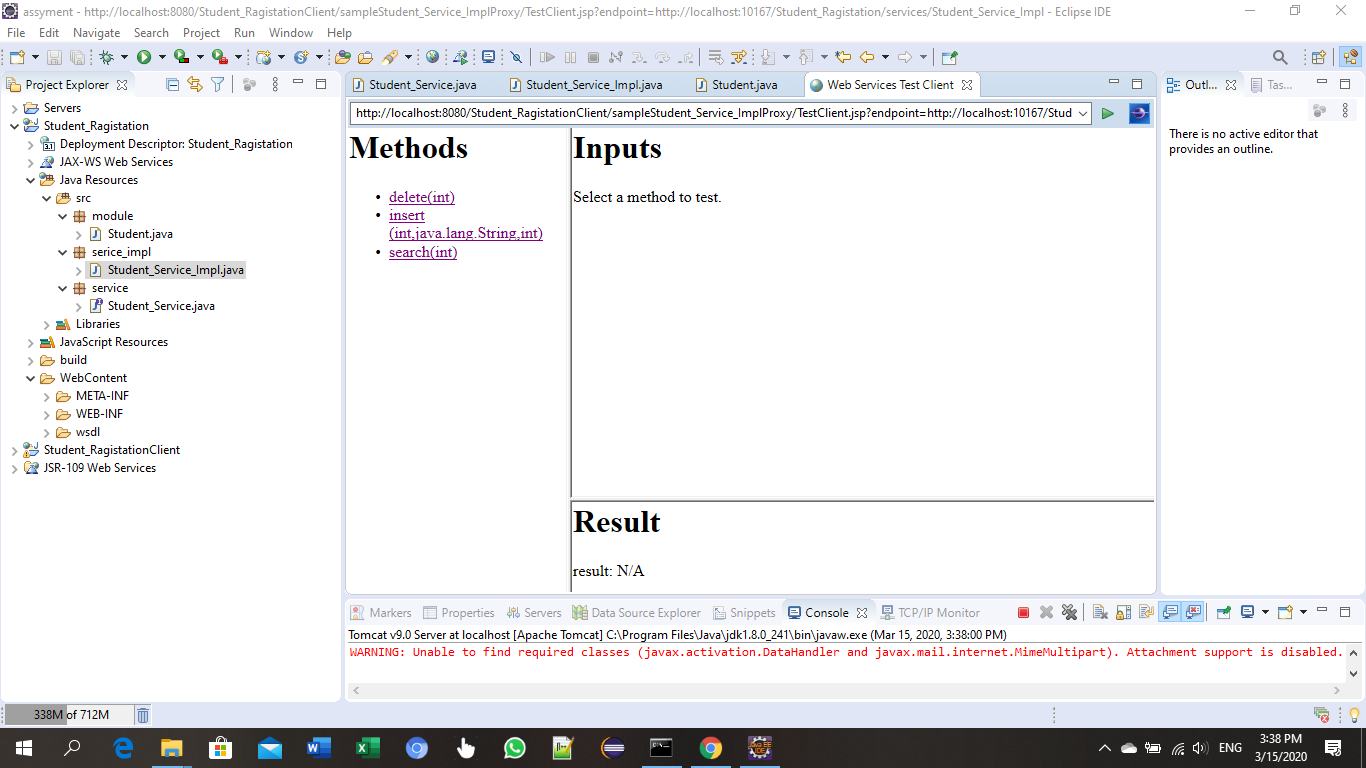 assyment - http://localhost:8080/Student_RagistationClient/sampleStudent_Service_ImplProxy/TestClient.jsp?endpoint=http://localhost:10167/Student_Ragistation/services/Student_Service_Impl - Eclipse IDE
File Edit Navigate Search Project Run Window Help
Project Explorer
Servers
Student_Ragistation
Deployment Descriptor: Student_Ragistation
JAX-WS Web Services
Java Resources
src
module
Student.java
serice_impl
Student_Service_Impl.java
service
Student_Service.java
Libraries
JavaScript Resources
build
WebContent
META-INF
WEB-INF
wsdl
Student_RagistationClient
JSR-109 Web Services
Student_Service.java Student_Service_Impl.java Student.java Web Services Test Client
http://localhost:8080/Student_RagistationClient/sampleStudent_Service_ImplProxy/TestClient.jsp?endpoint=http://localhost:10167/Stud
Methods
• delete(int)
• insert
(int,java.lang.String,int)
• search(int)
Inputs
Select a method to test.
Result
result: N/A
Outl... Tas...
There is no active editor that
provides an outline.
Markers Properties Servers Data Source Explorer Snippets Console TCP/IP Monitor
Tomcat v9.0 Server at localhost [Apache Tomcat] C:\Program Files\Java\jdk1.8.0_241\bin\javaw.exe (Mar 15, 2020, 3:38:00 PM)
WARNING: Unable to find required classes (javax.activation.DataHandler and javax.mail.internet.MimeMultipart). Attachment support is disabled.
338M of 712M
ENG
3:38 PM
3/15/2020